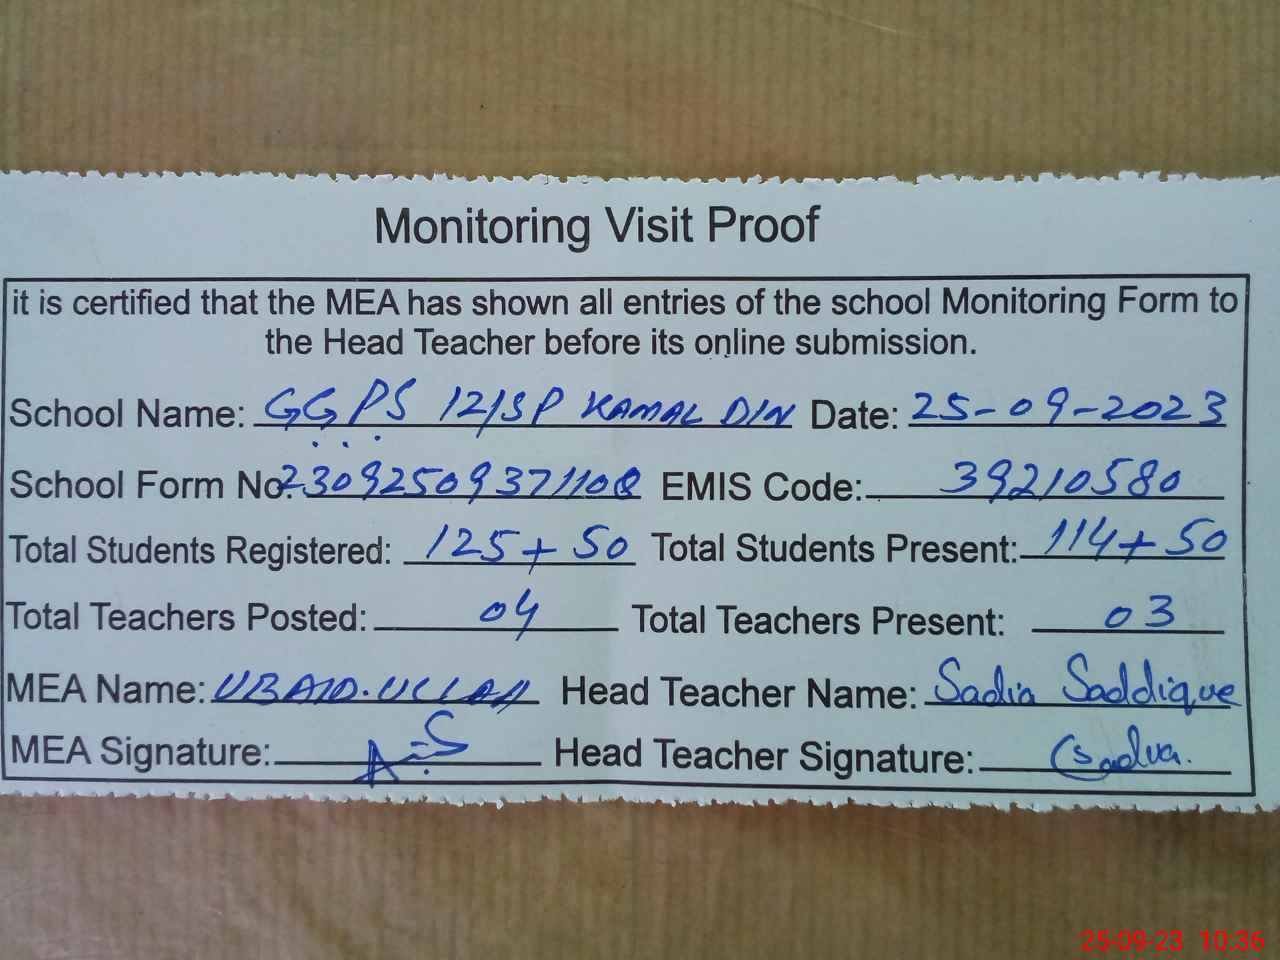 Monitoring Visit Proof
it is certified that the MEA has shown all entries of the school Monitoring Form to
the Head Teacher before its online submission.
School Name: GGPS 12/SP KAMAL DIN Date: 25-09-2023
School Form No: 23092509371108 EMIS Code: 39210580
Total Students Registered: 125+50 Total Students Present: 114+50
Total Teachers Posted: 04 Total Teachers Present: 03
MEA Name: UBAID.ULLAH Head Teacher Name: Sadia Saddique
MEA Signature: Head Teacher Signature: Sadia.
25-09-23 10:36